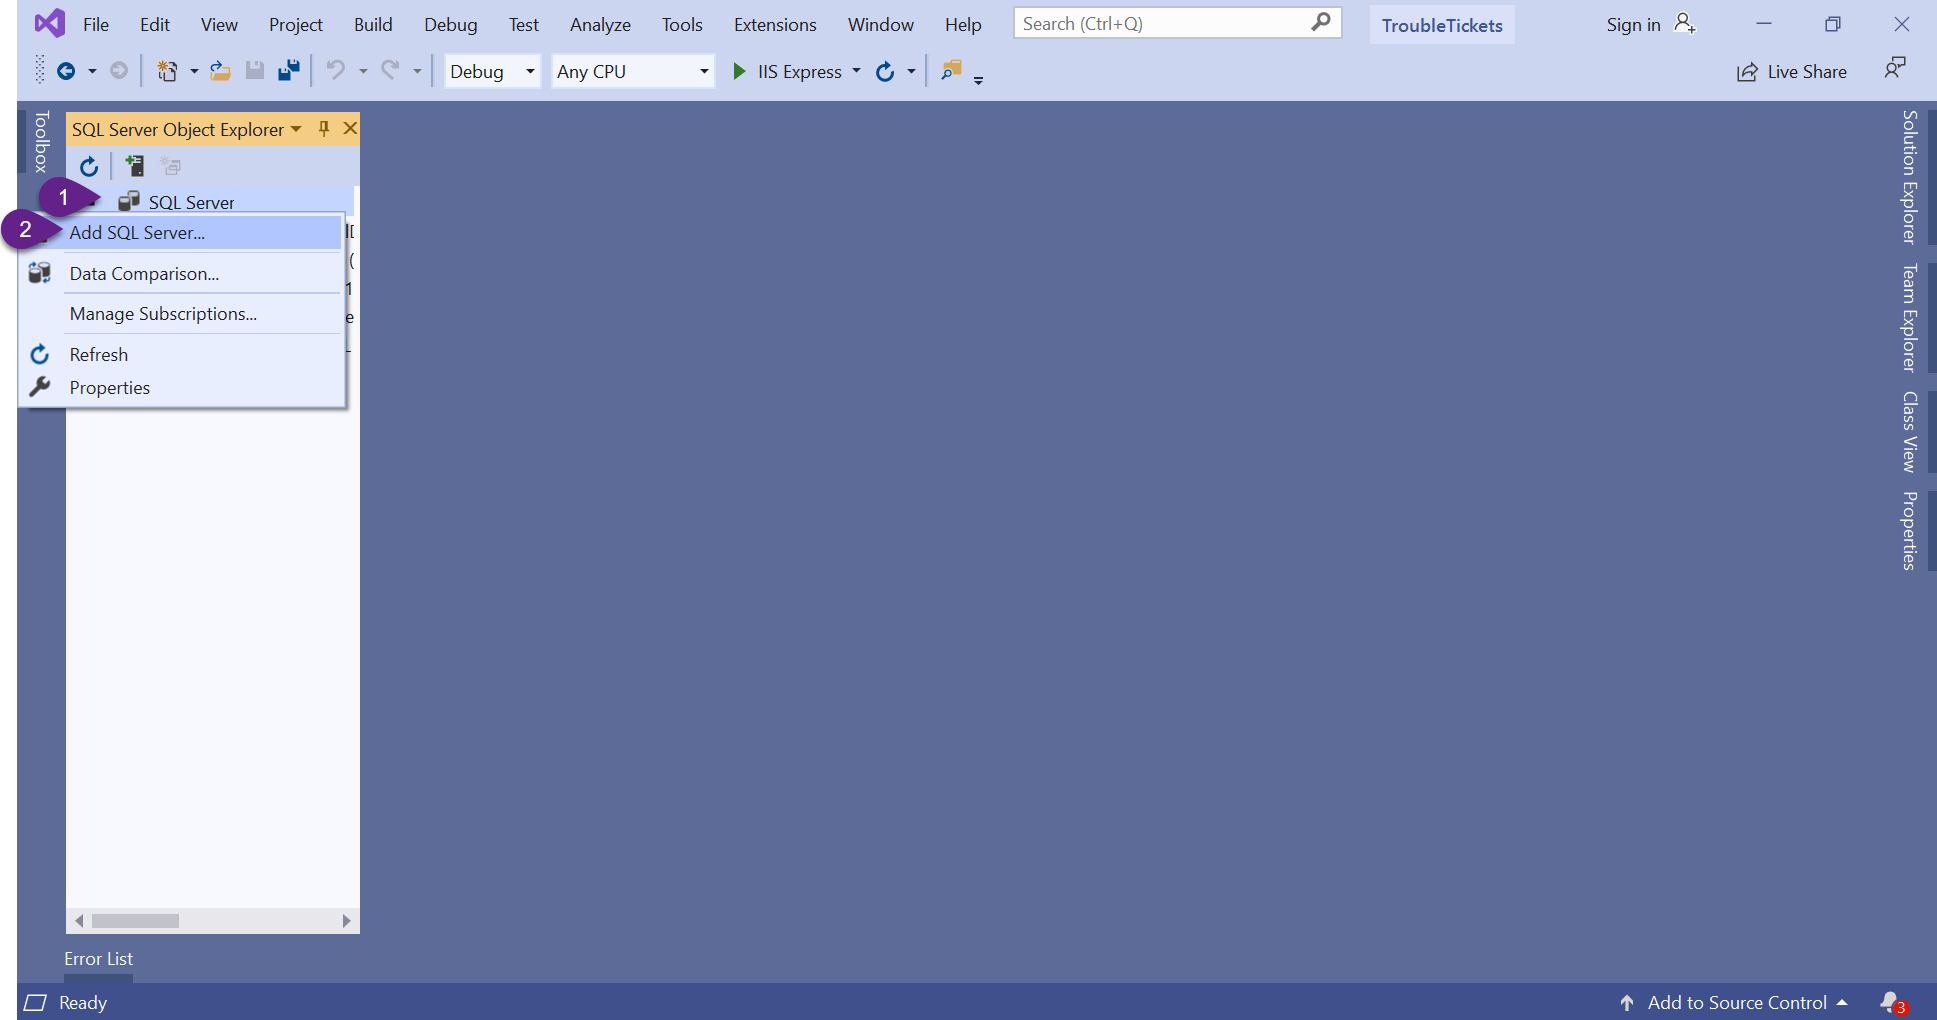 File Edit View Project Build Debug Test Analyze Tools Extensions Window Help Search (Ctrl+Q) TroubleTickets Sign in
Debug Any CPU IIS Express Live Share
Toolbox
SQL Server Object Explorer
1 SQL Server
2 Add SQL Server...
Data Comparison...
Manage Subscriptions...
Refresh
Properties
Solution Explorer
Team Explorer
Class View
Properties
Error List
Ready Add to Source Control 3